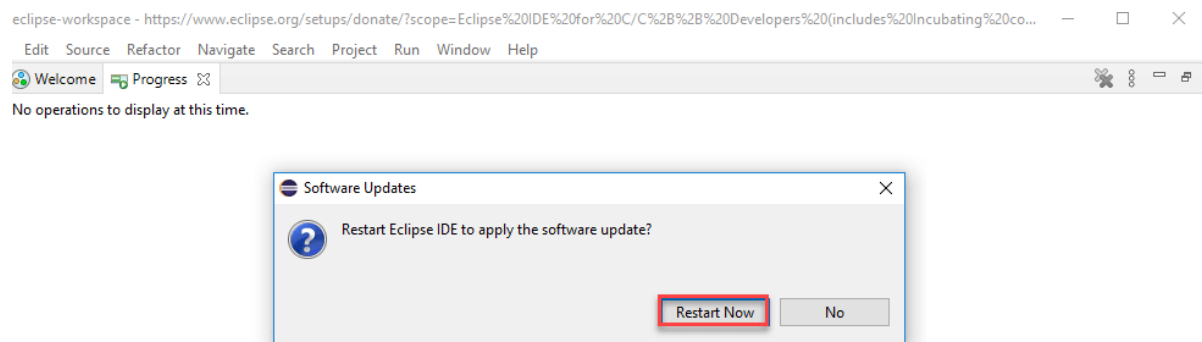 eclipse-workspace - https://www.eclipse.org/setups/donate/?scope=Eclipse%20IDE%20for%20C/C%2B%2B%20Developers%20(includes%20Incubating%20co...
Edit Source Refactor Navigate Search Project Run Window Help
Welcome Progress
No operations to display at this time.
Software Updates
Restart Eclipse IDE to apply the software update?
Restart Now No